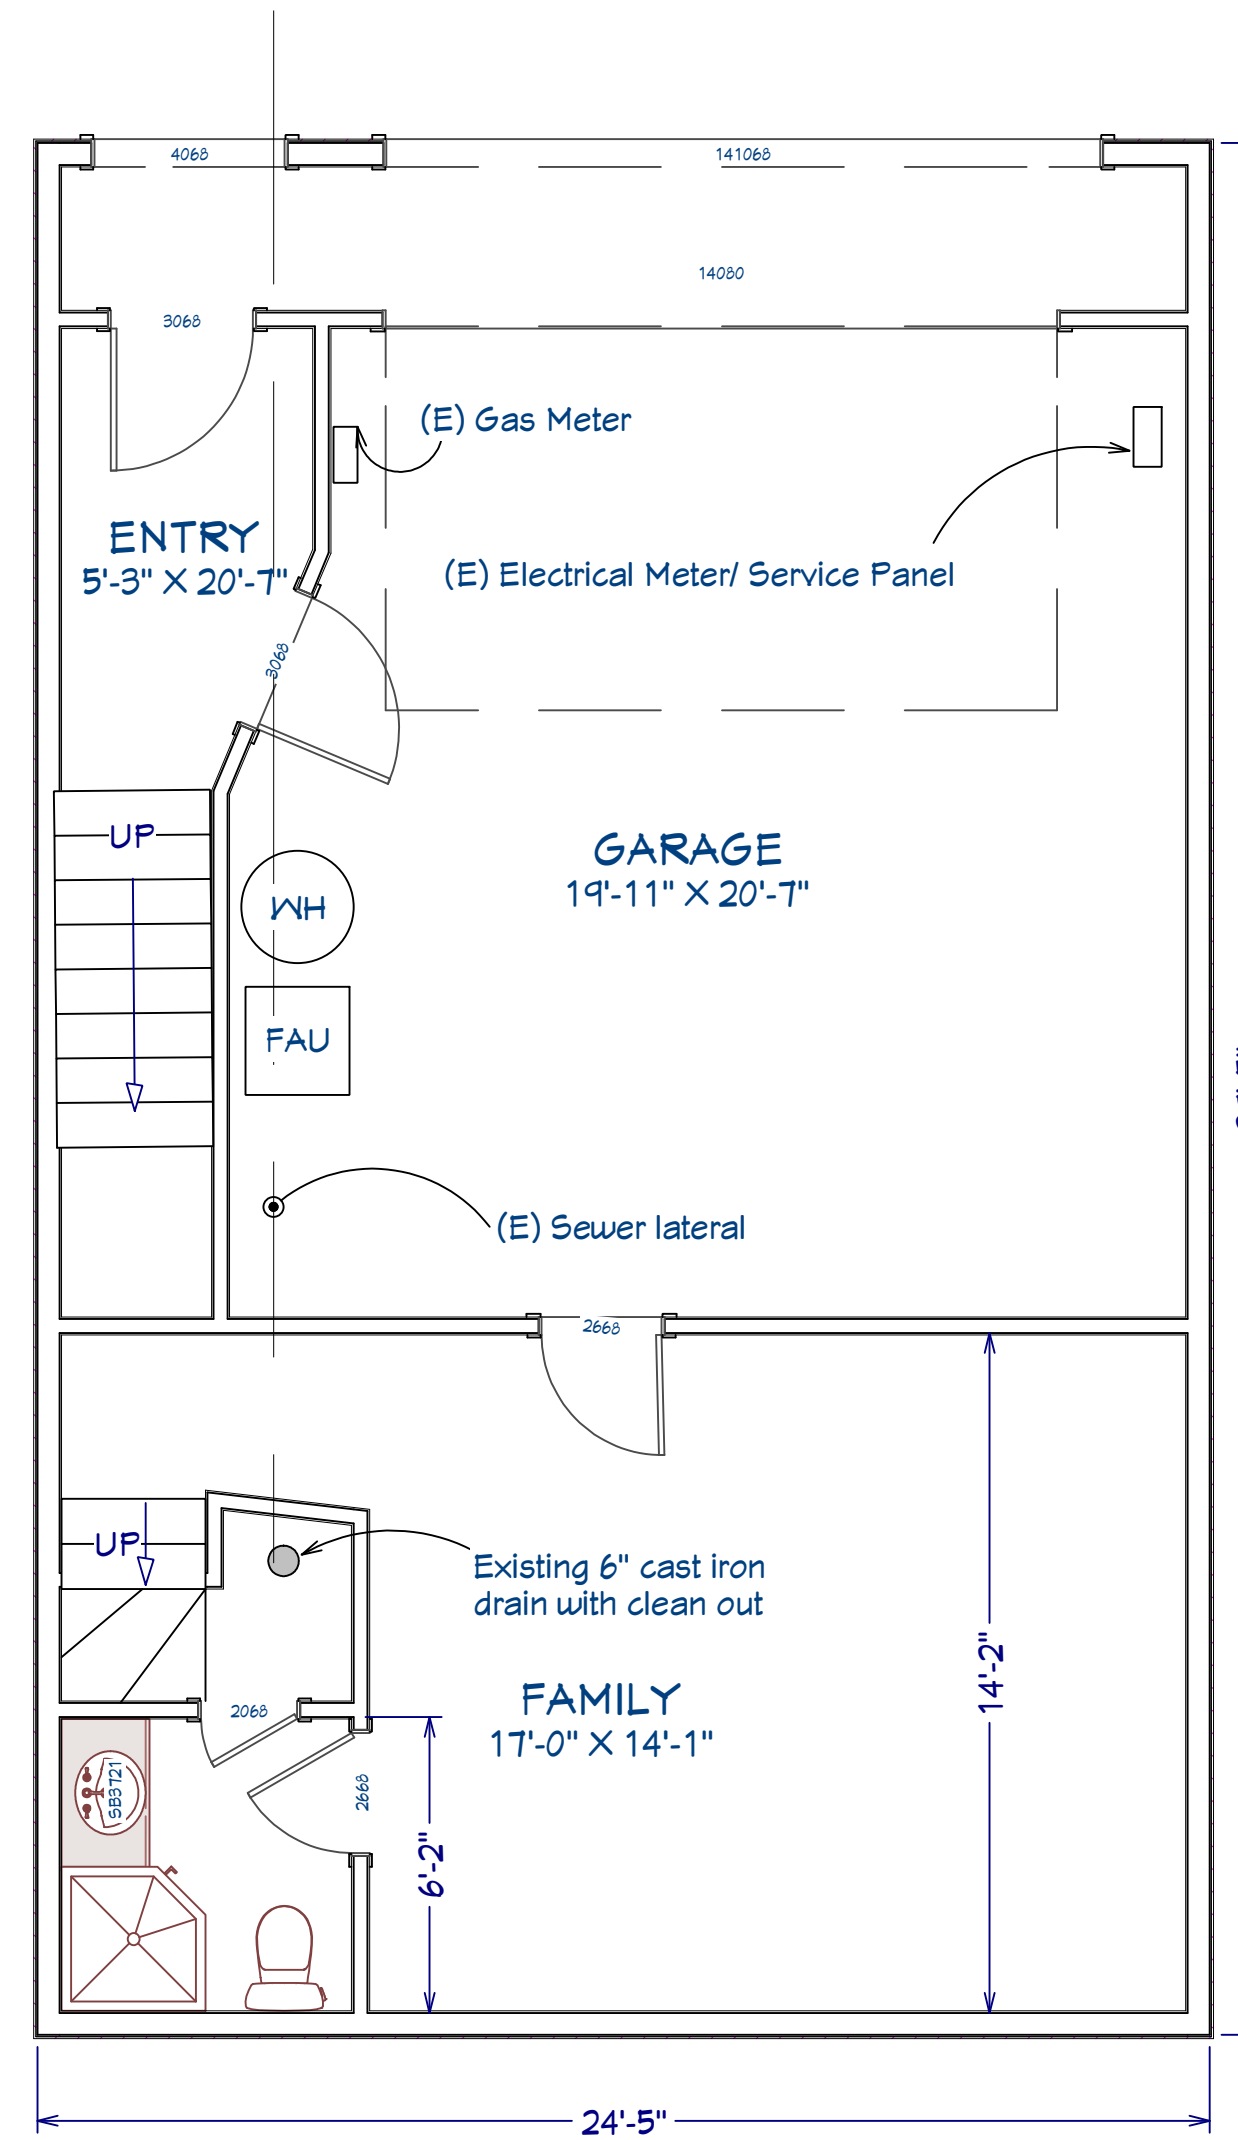 4068
141068
14080
3068
(E) Gas Meter
ENTRY
5'-3" X 20'-7"
(E) Electrical Meter/ Service Panel
3068
UP
GARAGE
19'-11" X 20'-7"
WH
FAU
(E) Sewer lateral
2668
UP
Existing 6" cast iron
drain with clean out
14'-2"
FAMILY
17'-0" X 14'-1"
2068
SB3721
2668
6'-2"
24'-5"